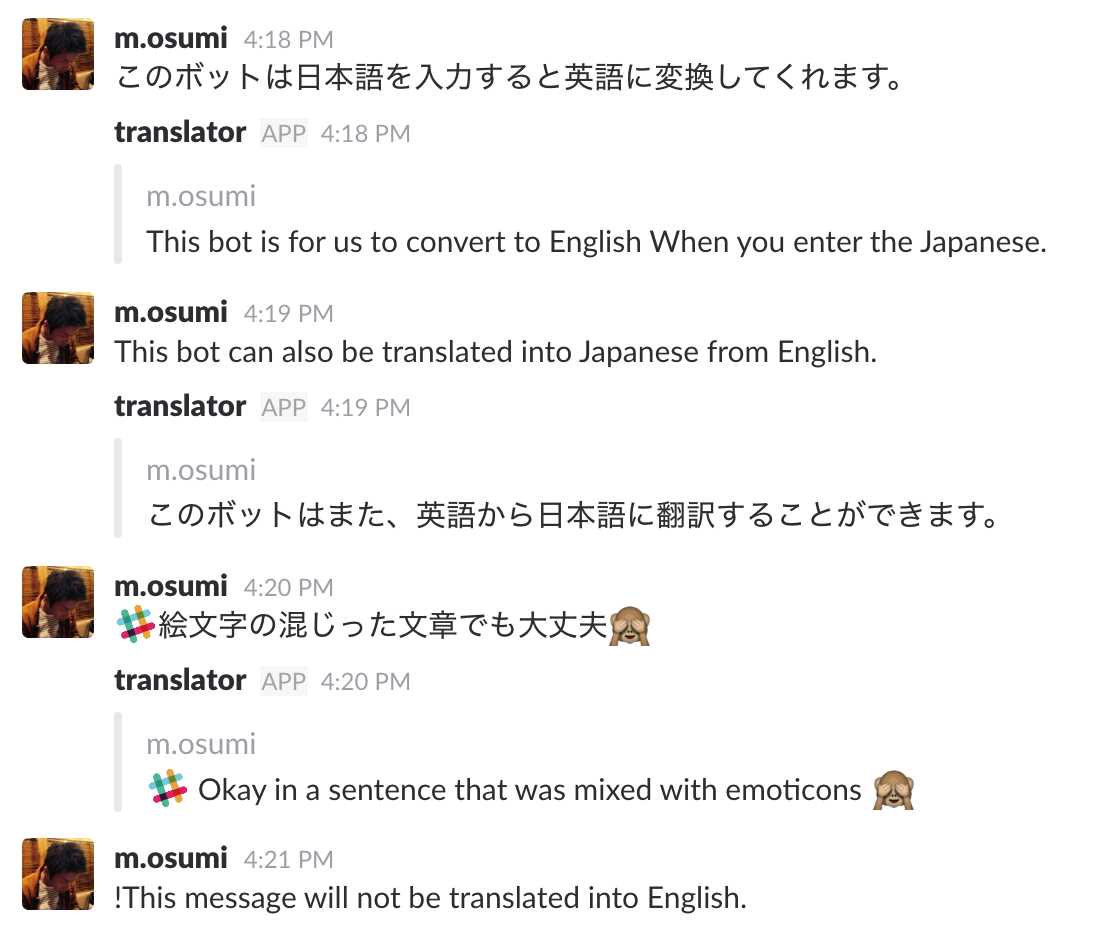 m.osumi 4:18 PM
このボットは日本語を入力すると英語に変換してくれます。
translator APP 4:18 PM
m.osumi
This bot is for us to convert to English When you enter the Japanese.
m.osumi 4:19 PM
This bot can also be translated into Japanese from English.
translator APP 4:19 PM
m.osumi
このボットはまた、英語から日本語に翻訳することができます。
m.osumi 4:20 PM
絵文字の混じった文章でも大丈夫🙈
translator APP 4:20 PM
m.osumi
Okay in a sentence that was mixed with emoticons 🙈
m.osumi 4:21 PM
!This message will not be translated into English.